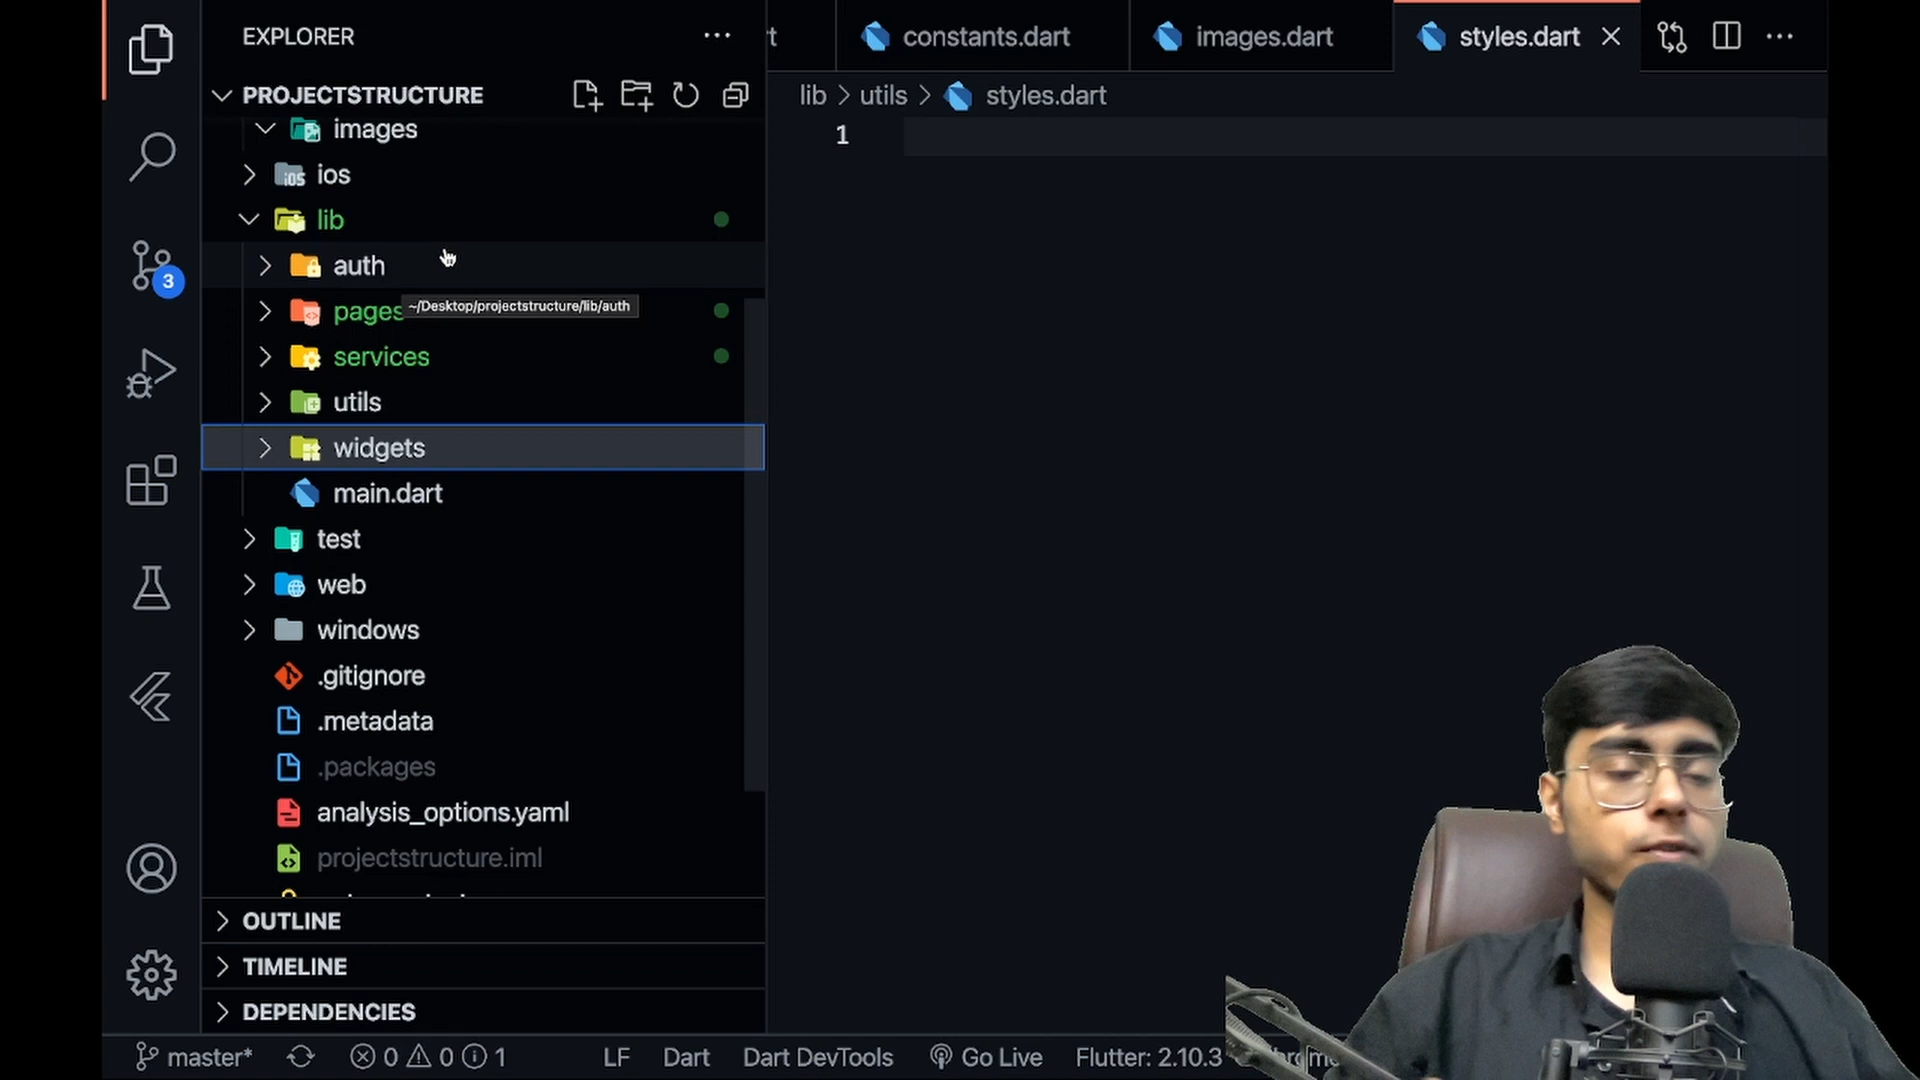 EXPLORER
PROJECTSTRUCTURE
images
ios
ios
lib
auth
~/Desktop/projectstructure/lib/auth
pages
services
utils
widgets
main.dart
test
web
windows
.gitignore
.metadata
.packages
analysis_options.yaml
projectstructure.iml
OUTLINE
TIMELINE
DEPENDENCIES
3
t
constants.dart
images.dart
styles.dart
lib > utils > styles.dart
1
master* 0 0 1 LF Dart Dart DevTools Go Live Flutter: 2.10.3